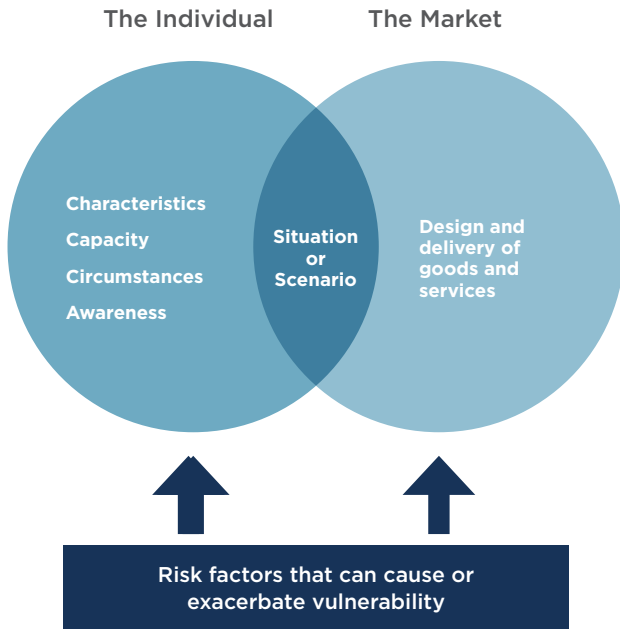 The Individual
The Market
Characteristics
Capacity
Circumstances
Awareness
Situation
or
Scenario
Design and
delivery of
goods and
services
Risk factors that can cause or
exacerbate vulnerability